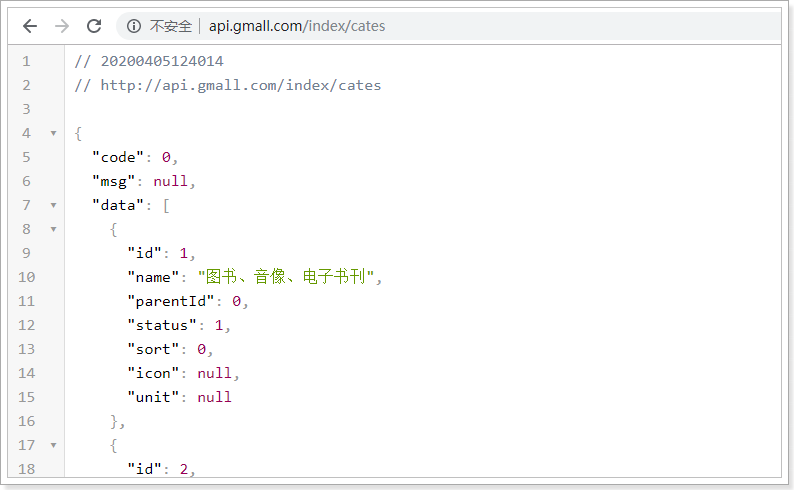 不安全 | api.gmall.com/index/cates
1 // 20200405124014
2 // http://api.gmall.com/index/cates
3
4 {
5 "code": 0,
6 "msg": null,
7 "data": [
8 {
9 "id": 1,
10 "name": "图书、音像、电子书刊",
11 "parentId": 0,
12 "status": 1,
13 "sort": 0,
14 "icon": null,
15 "unit": null
16 },
17 {
18 "id": 2,